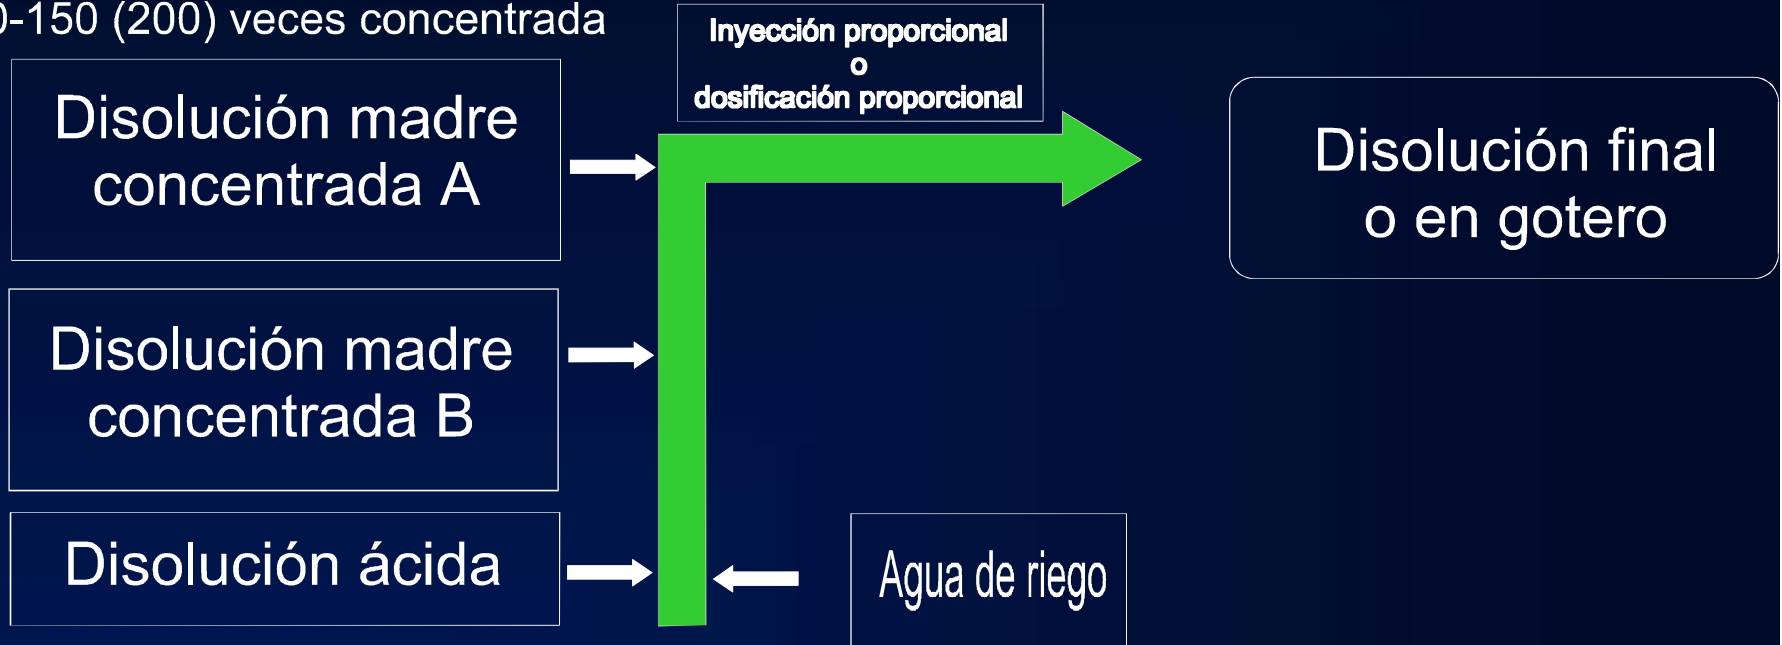 0-150 (200) veces concentrada
Inyección proporcional
o
dosificación proporcional
Disolución madre
concentrada A
Disolución final
o en gotero
Disolución madre
concentrada B
Disolución ácida
Agua de riego